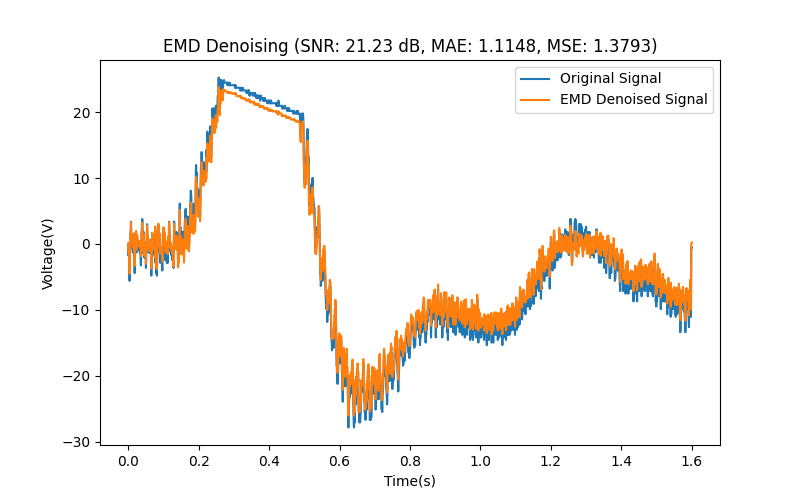 EMD Denoising (SNR: 21.23 dB, MAE: 1.1148, MSE: 1.3793)
Original Signal
EMD Denoised Signal
Voltage(V)
20
10
0
−10
−20
−30
0.0 0.2 0.4 0.6 0.8 1.0 1.2 1.4 1.6
Time(s)